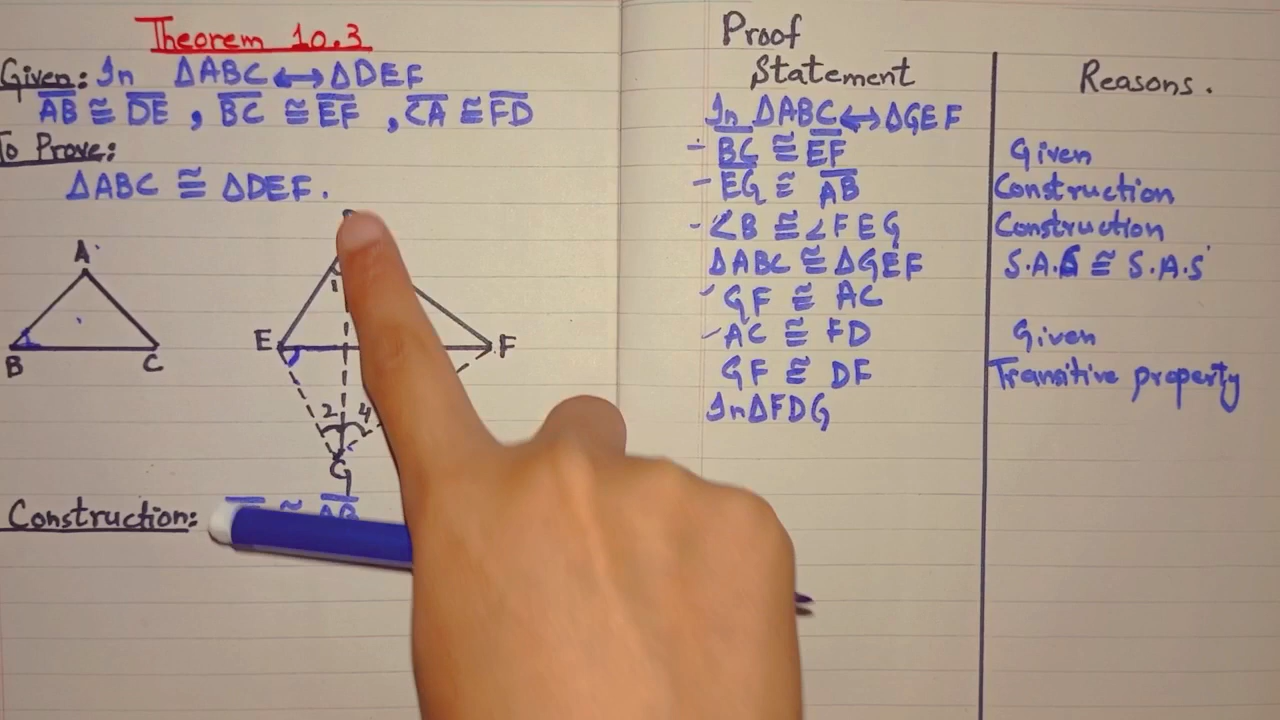 Theorem 10.3
Given: In ΔABC ↔ ΔDEF
AB ≅ DE , BC ≅ EF , CA ≅ FD
To Prove:
ΔABC ≅ ΔDEF.
A
B C
E F
2 4
G
Construction: ≅ AB
Proof
Statement Reasons.
In ΔABC ↔ ΔGEF
- BC ≅ EF Given
- EG ≅ AB Construction
- ∠B ≅ ∠FEG Construction
ΔABC ≅ ΔGEF S.A.S ≅ S.A.S
GF ≅ AC
AC ≅ FD Given
GF ≅ DF Transitive property
In ΔFDG